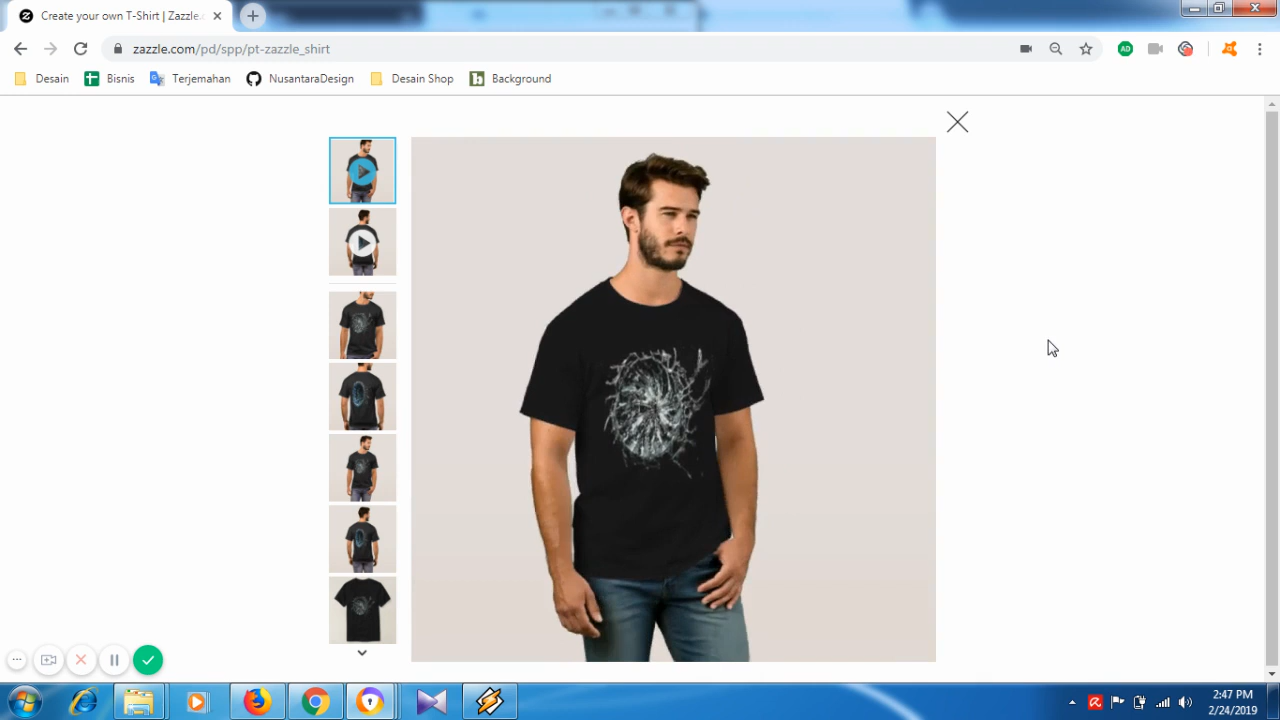 Create your own T-Shirt | Zazzle.c
zazzle.com/pd/spp/pt-zazzle_shirt
AD
Desain Bisnis Terjemahan NusantaraDesign Desain Shop b Background
2:47 PM
2/24/2019